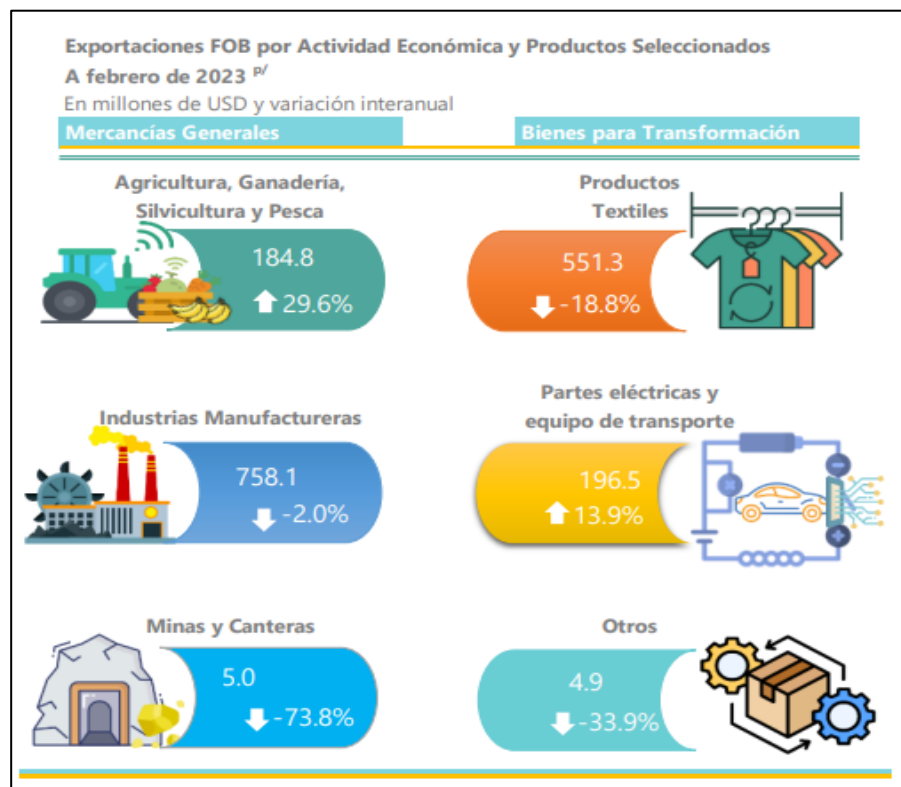 Exportaciones FOB por Actividad Económica y Productos Seleccionados
A febrero de 2023 p/
En millones de USD y variación interanual
Mercancías Generales
Bienes para Transformación
Agricultura, Ganadería,
Silvicultura y Pesca
184.8
29.6%
Productos
Textiles
551.3
-18.8%
Industrias Manufactureras
758.1
-2.0%
Partes eléctricas y
equipo de transporte
196.5
13.9%
Minas y Canteras
5.0
-73.8%
Otros
4.9
-33.9%